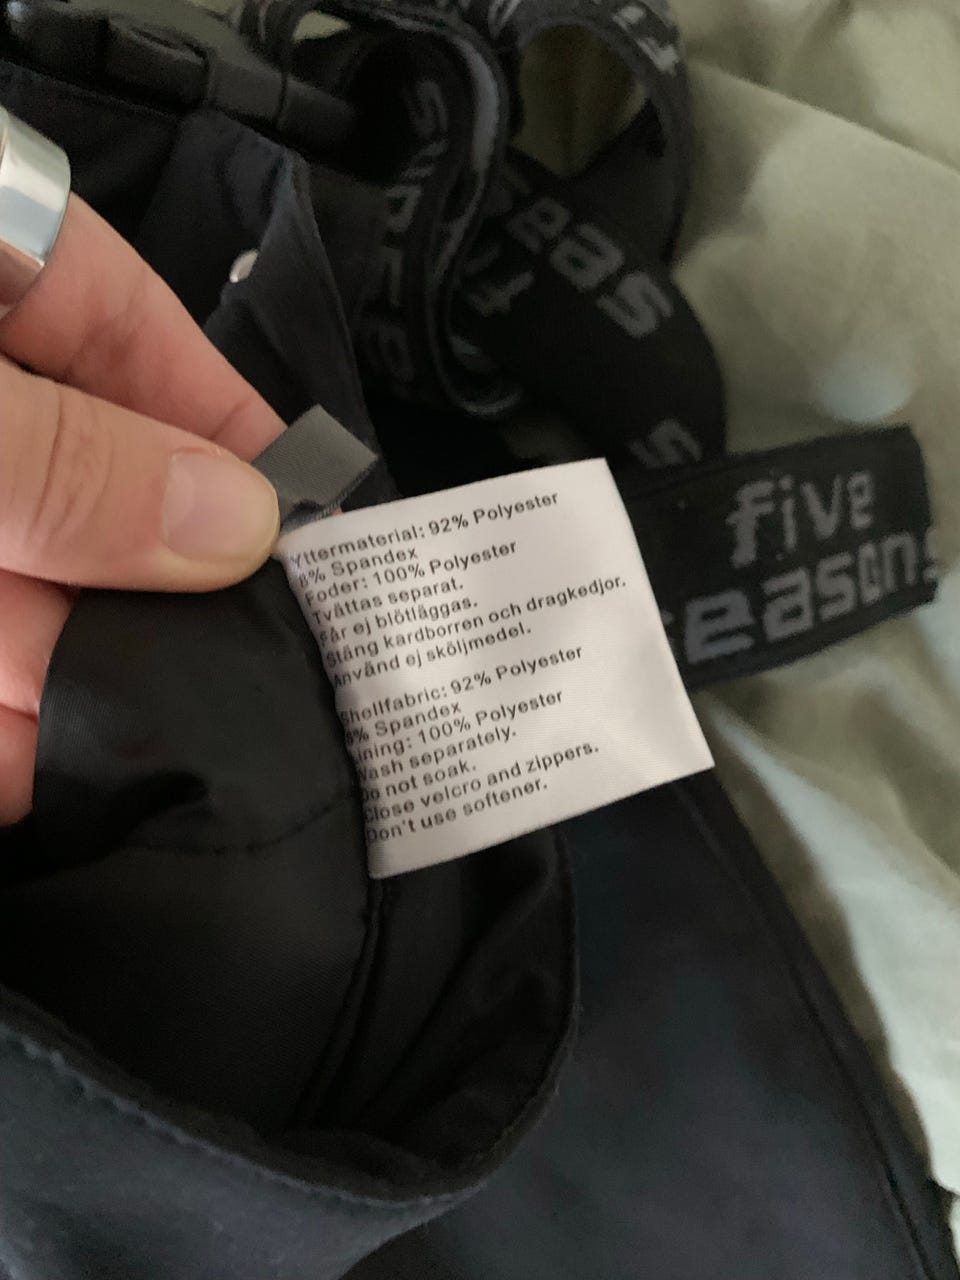 Yttermaterial: 92% Polyester
8% Spandex
Foder: 100% Polyester
Tvättas separat.
Får ej blötläggas.
Stäng kardborren och dragkedjor.
Använd ej sköljmedel.
Shellfabric: 92% Polyester
8% Spandex
Lining: 100% Polyester
Wash separately.
Do not soak.
Close velcro and zippers.
Don't use softener.
five
seasons